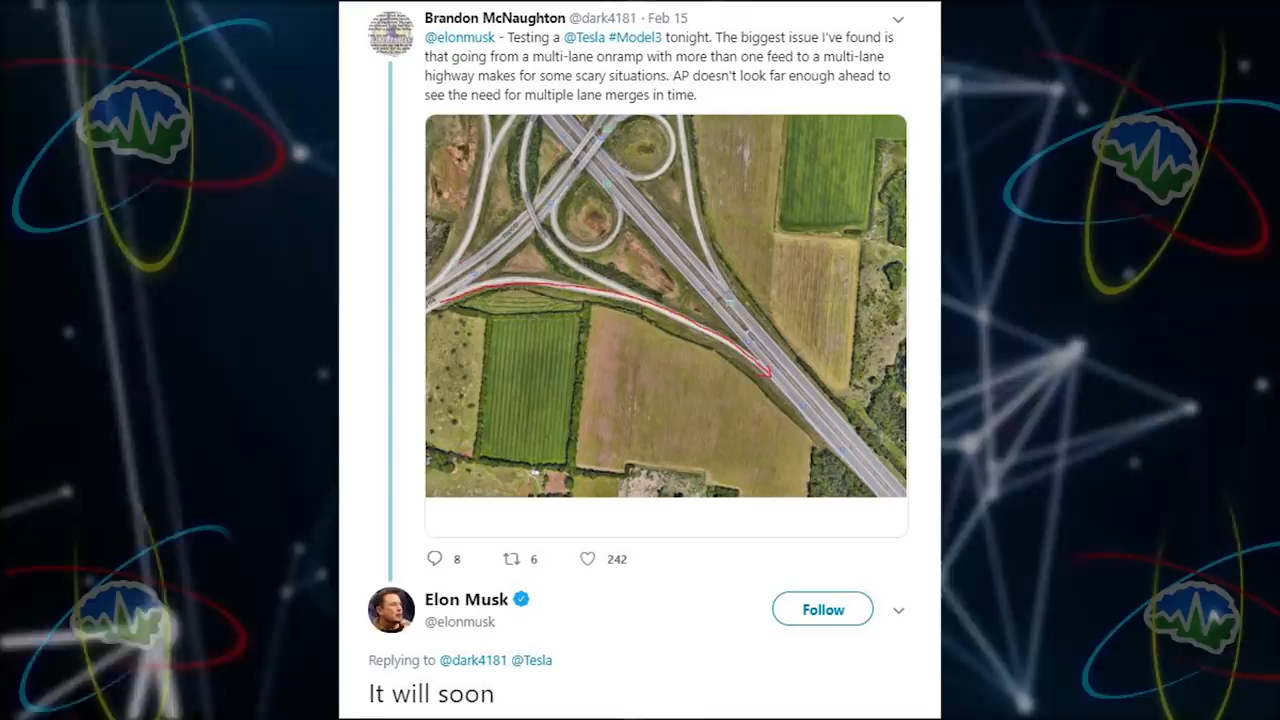 Brandon McNaughton @dark4181 · Feb 15
@elonmusk - Testing a @Tesla #Model3 tonight. The biggest issue I've found is
that going from a multi-lane onramp with more than one feed to a multi-lane
highway makes for some scary situations. AP doesn't look far enough ahead to
see the need for multiple lane merges in time.
8 6 242
Elon Musk
@elonmusk
Follow
Replying to @dark4181 @Tesla
It will soon